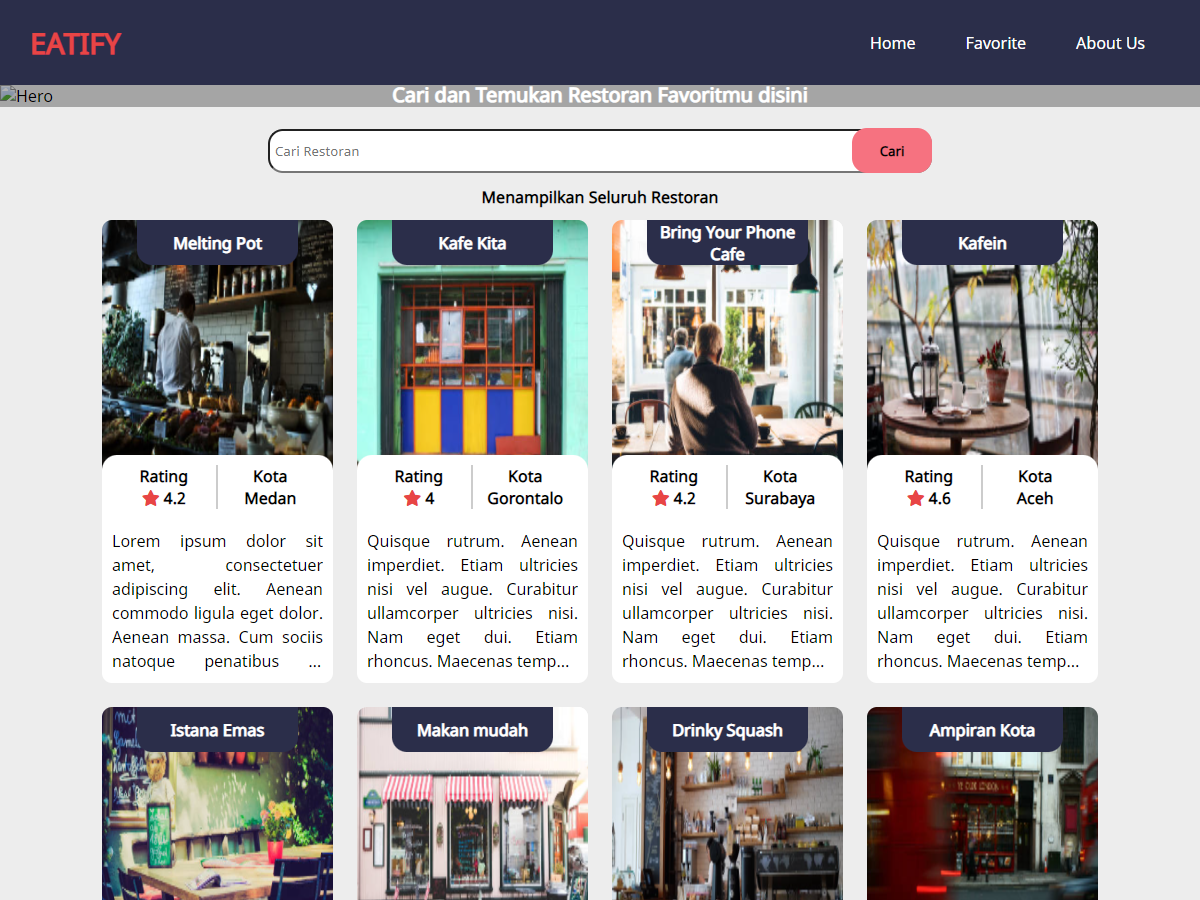 EATIFY
Home
Favorite
About Us
Hero
Cari dan Temukan Restoran Favoritmu disini
Cari Restoran
Cari
Menampilkan Seluruh Restoran
Melting Pot
Rating
4.2
Kota
Medan
Lorem ipsum dolor sit
amet, consectetuer
adipiscing elit. Aenean
commodo ligula eget dolor.
Aenean massa. Cum sociis
natoque penatibus ...
Kafe Kita
Rating
4
Kota
Gorontalo
Quisque rutrum. Aenean
imperdiet. Etiam ultricies
nisi vel augue. Curabitur
ullamcorper ultricies nisi.
Nam eget dui. Etiam
rhoncus. Maecenas temp...
Bring Your Phone
Cafe
Rating
4.2
Kota
Surabaya
Quisque rutrum. Aenean
imperdiet. Etiam ultricies
nisi vel augue. Curabitur
ullamcorper ultricies nisi.
Nam eget dui. Etiam
rhoncus. Maecenas temp...
Kafein
Rating
4.6
Kota
Aceh
Quisque rutrum. Aenean
imperdiet. Etiam ultricies
nisi vel augue. Curabitur
ullamcorper ultricies nisi.
Nam eget dui. Etiam
rhoncus. Maecenas temp...
Istana Emas
Makan mudah
Drinky Squash
Ampiran Kota